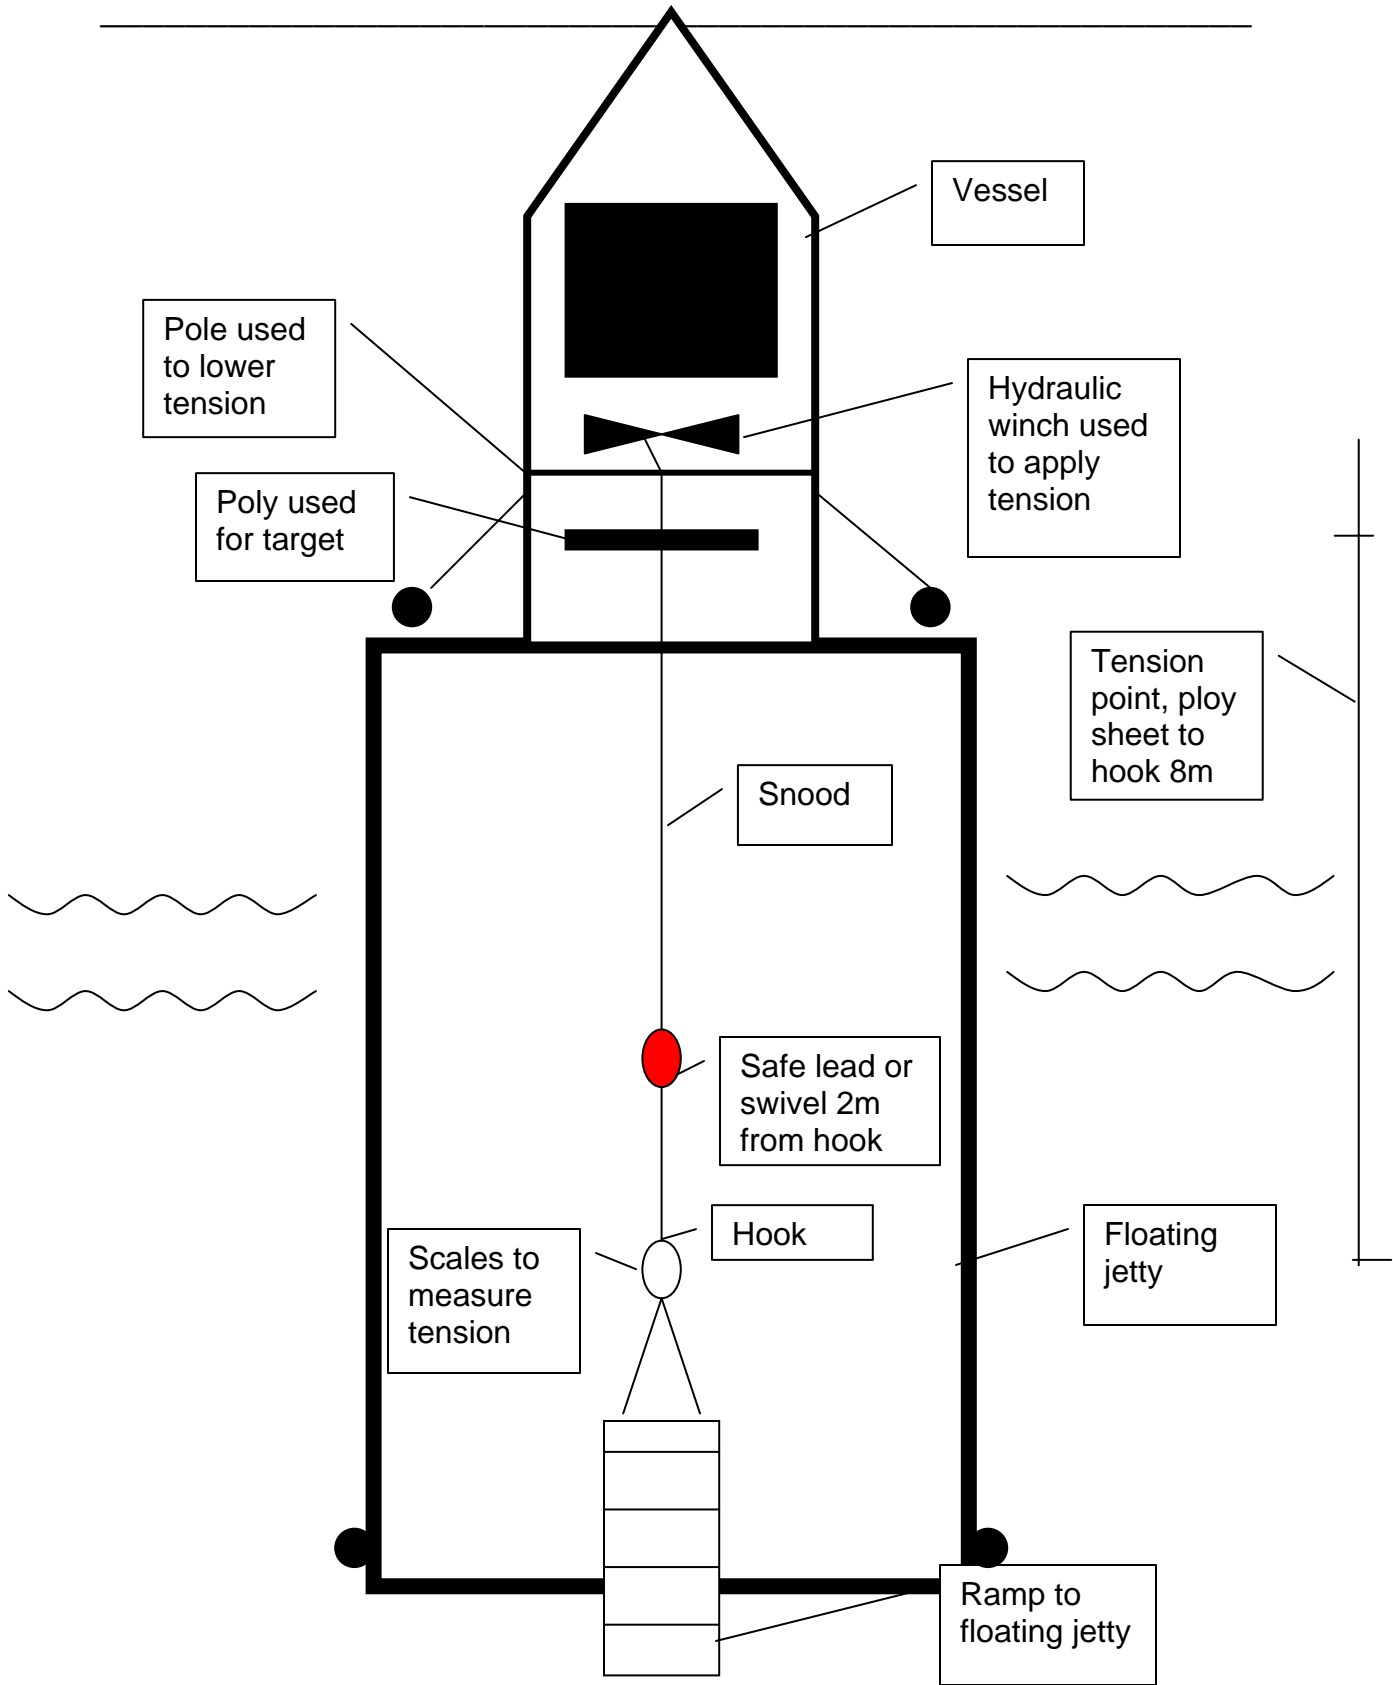 Vessel
Pole used
to lower
tension
Hydraulic
winch used
to apply
tension
Poly used
for target
Tension
point, ploy
sheet to
hook 8m
Snood
Safe lead or
swivel 2m
from hook
Hook
Scales to
measure
tension
Floating
jetty
Ramp to
floating jetty